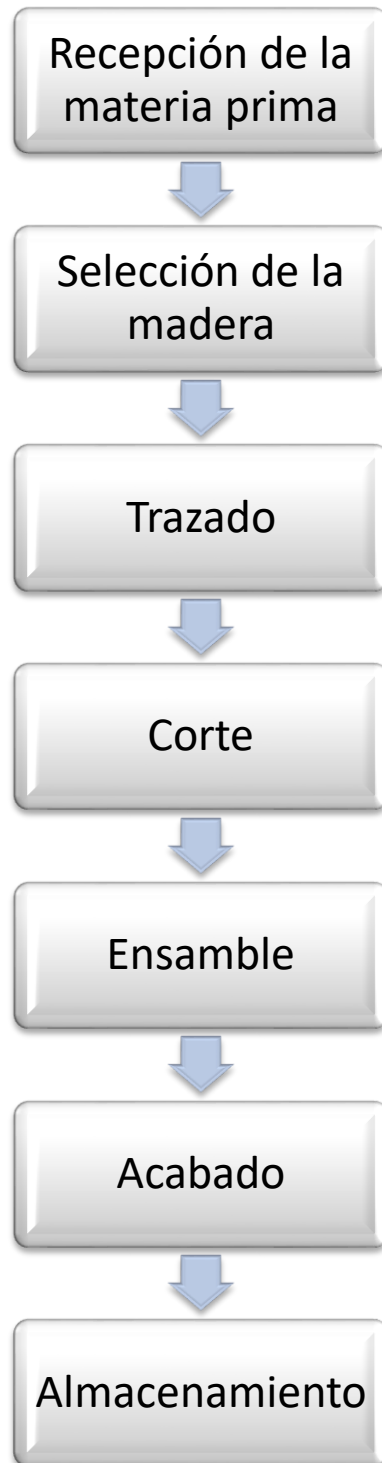 Recepción de la
materia prima
Selección de la
madera
Trazado
Corte
Ensamble
Acabado
Almacenamiento